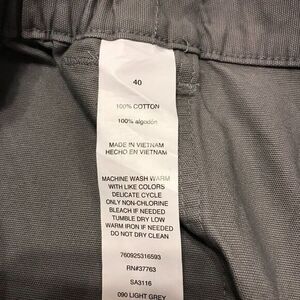 40
100% COTTON
100% algodón
MADE IN VIETNAM
HECHO EN VIETNAM
MACHINE WASH WARM
WITH LIKE COLORS
DELICATE CYCLE
ONLY NON-CHLORINE
BLEACH IF NEEDED
TUMBLE DRY LOW
WARM IRON IF NEEDED
DO NOT DRY CLEAN
760925316593
RN#37763
SA3116
090 LIGHT GREY